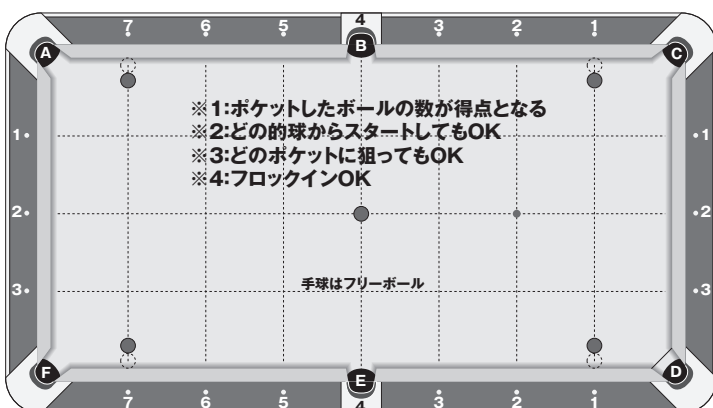 7 6 5 4 3 2 1
A B C
※1:ポケットしたボールの数が得点となる
※2:どの的球からスタートしてもOK
1 1
※3:どのポケットに狙ってもOK
※4:フロックインOK
2 2
手球はフリーボール
3 3
F E D
7 6 5 4 3 2 1